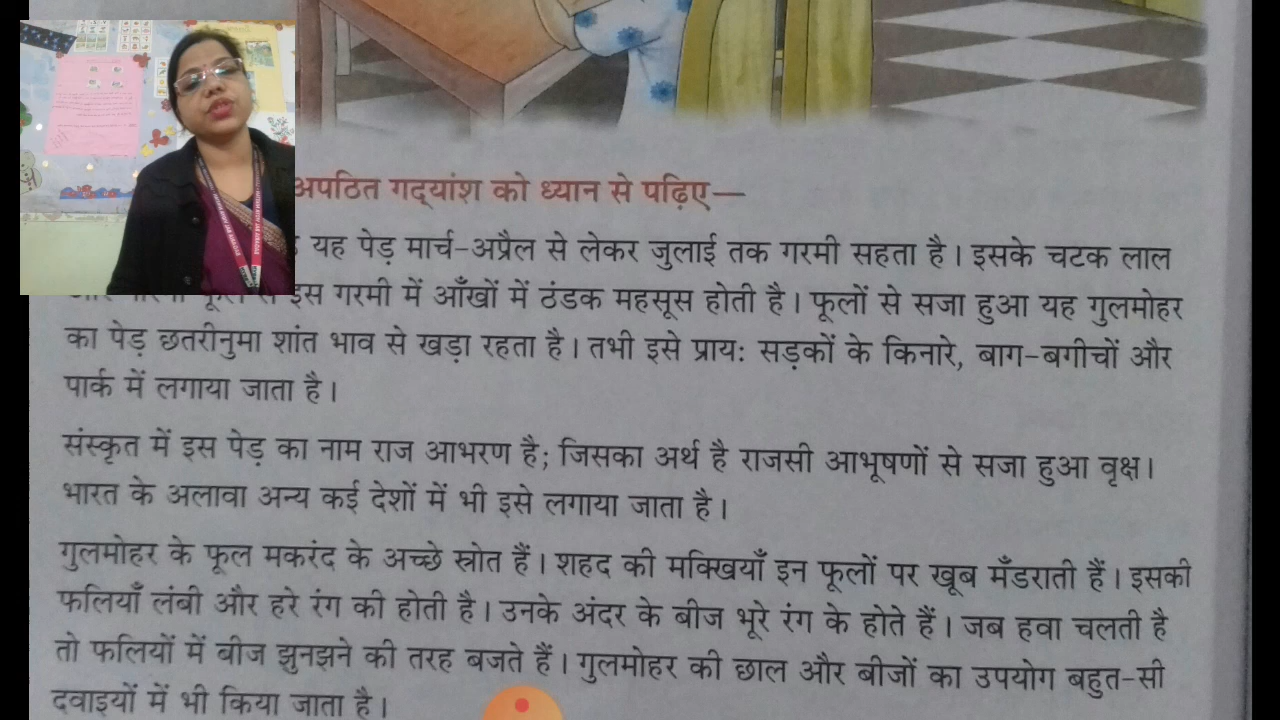 अपठित गद्यांश को ध्यान से पढ़िए—
यह पेड़ मार्च-अप्रैल से लेकर जुलाई तक गरमी सहता है। इसके चटक लाल
इस गरमी में आँखों में ठंडक महसूस होती है। फूलों से सजा हुआ यह गुलमोहर
का पेड़ छतरीनुमा शांत भाव से खड़ा रहता है। तभी इसे प्रायः सड़कों के किनारे, बाग-बगीचों और
पार्क में लगाया जाता है।
संस्कृत में इस पेड़ का नाम राज आभरण है; जिसका अर्थ है राजसी आभूषणों से सजा हुआ वृक्ष।
भारत के अलावा अन्य कई देशों में भी इसे लगाया जाता है।
गुलमोहर के फूल मकरंद के अच्छे स्रोत हैं। शहद की मक्खियाँ इन फूलों पर खूब मँडराती हैं। इसकी
फलियाँ लंबी और हरे रंग की होती है। उनके अंदर के बीज भूरे रंग के होते हैं। जब हवा चलती है
तो फलियों में बीज झुनझने की तरह बजते हैं। गुलमोहर की छाल और बीजों का उपयोग बहुत-सी
दवाइयों में भी किया जाता है।